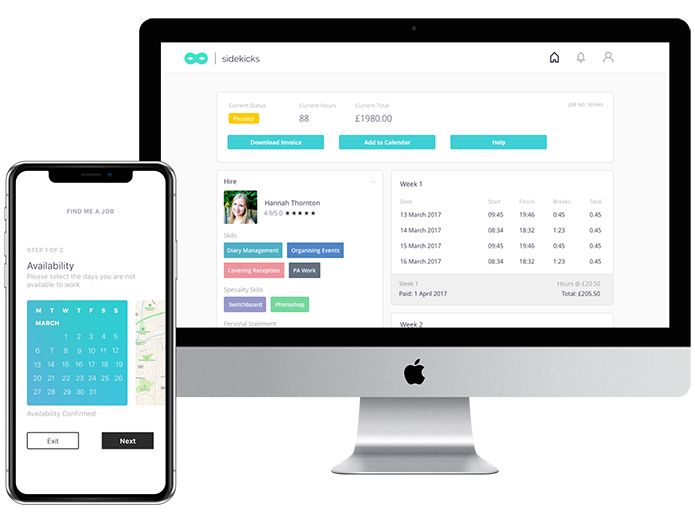 sidekicks
Current Status Current Hours Current Total JOB NO: 103049
Paused 88 £1980.00
Download Invoice Add to Calendar Help
Hire
Hannah Thornton
4.9/5.0 ★★★★★
Skills
Diary Management Organising Events
Covering Reception PA Work
Speciality Skills
Switchboard Photoshop
Personal Statement
Week 1
Date Start Finish Breaks Total
13 March 2017 09:45 19:46 0:45 0.45
14 March 2017 08:34 18:32 1:23 0.45
15 March 2017 09:45 19:46 0:45 0.45
16 March 2017 08:34 18:32 1:23 0.45
Week 1 Hours @ £20.50
Paid: 1 April 2017 Total: £205.50
Week 2
FIND ME A JOB
STEP 1 OF 2
Availability
Please select the days you are not
available to work
M T W T F S S
MARCH
1 2 3 4 5
6 7 8 9 10 11 12
13 14 15 16 17 18 19
20 21 22 23 24 25 26
27 28 29 30 31
Availability Confirmed
Exit Next